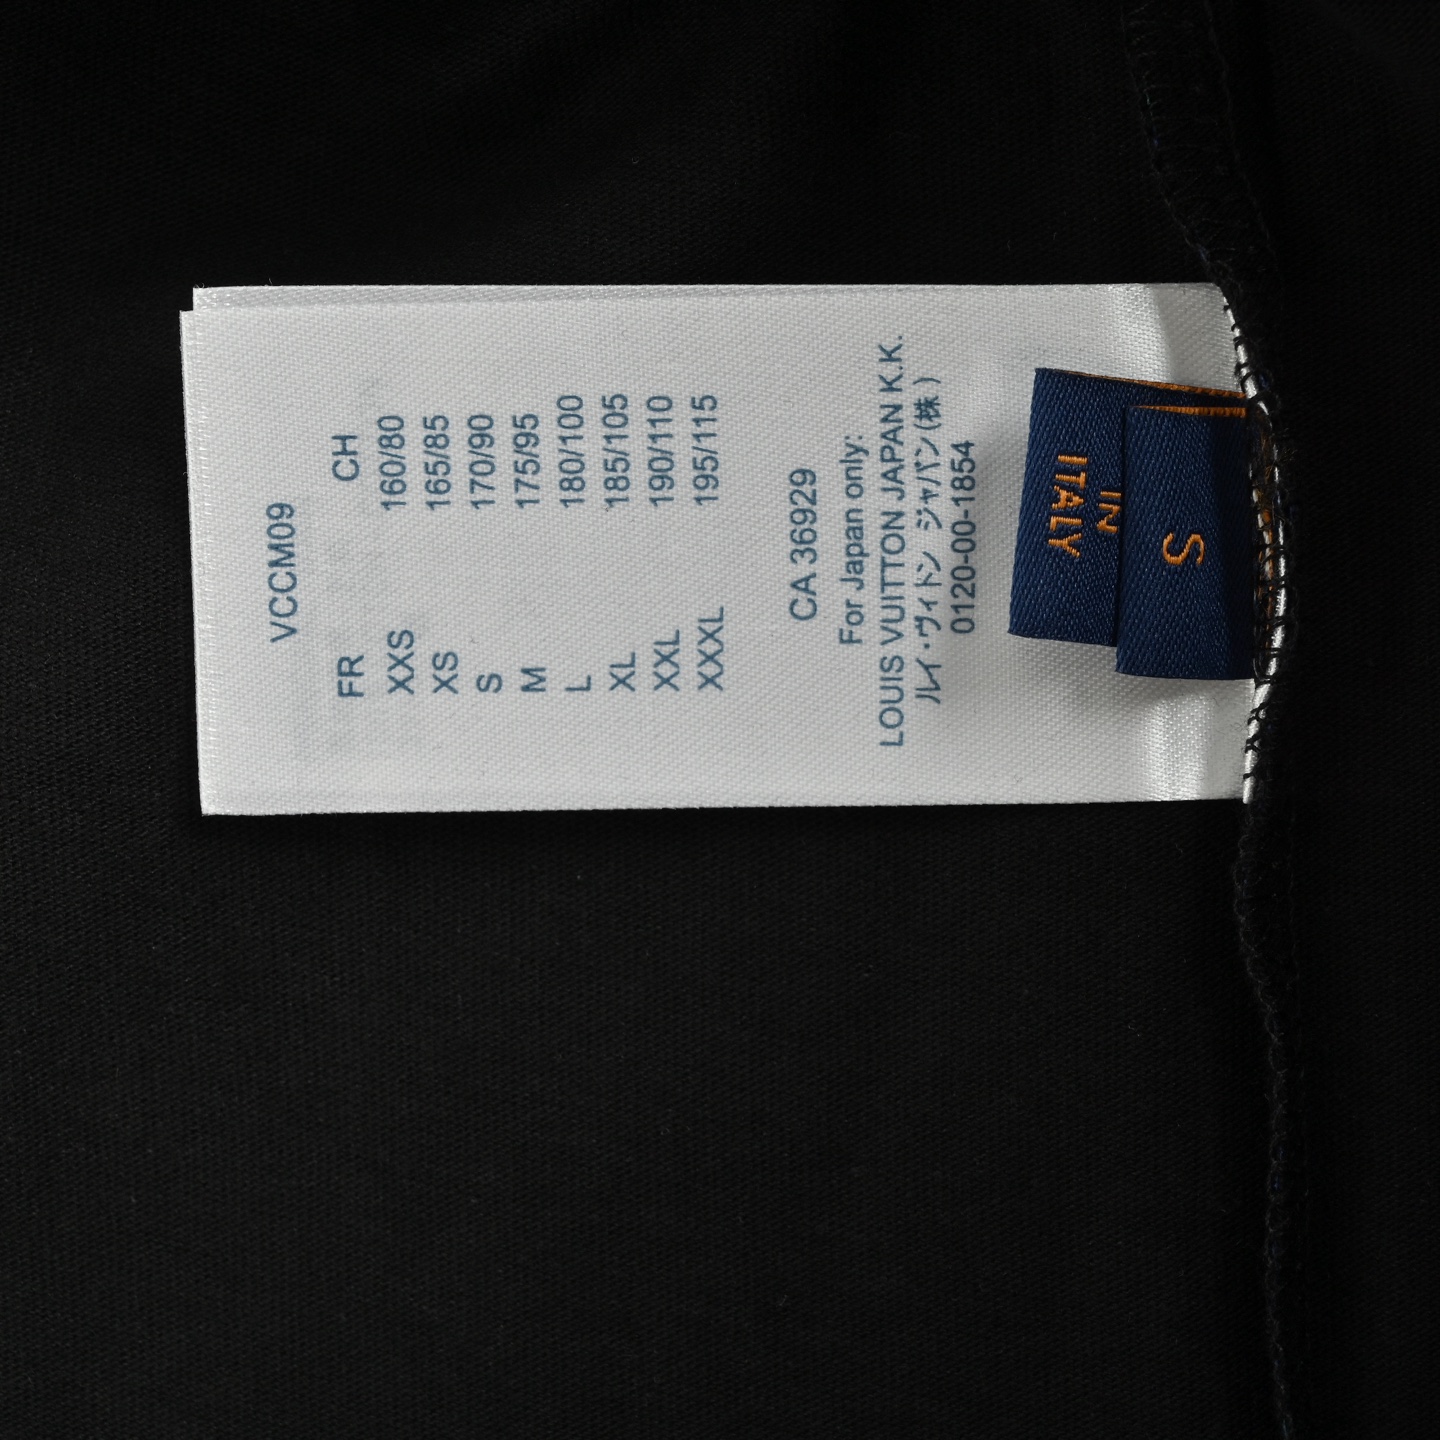 VCCM09
FR CH
XXS 160/80
XS 165/85
S 170/90
M 175/95
L 180/100
XL 185/105
XXL 190/110
XXXL 195/115
CA 36929
For Japan only:
LOUIS VUITTON JAPAN K.K.
ルイ・ヴィトン ジャパン(株)
0120-00-1854
IN
ITALY
S